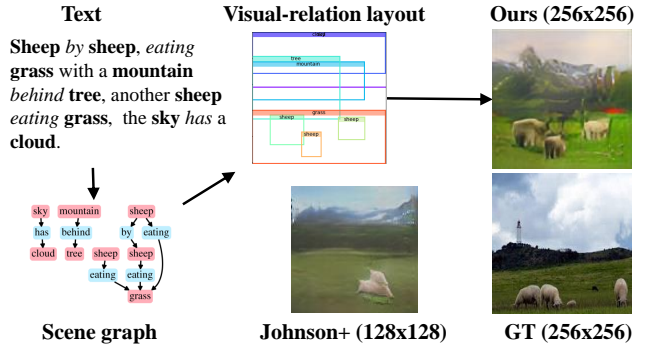 Text
Visual-relation layout
Ours (256x256)
Sheep by sheep, eating
grass with a mountain
behind tree, another sheep
eating grass, the sky has a
cloud.
tree
mountain
grass
sheep
sheep
sheep
sky
mountain
sheep
has
behind
by
eating
cloud
tree
sheep
sheep
eating
eating
grass
Scene graph
Johnson+ (128x128)
GT (256x256)